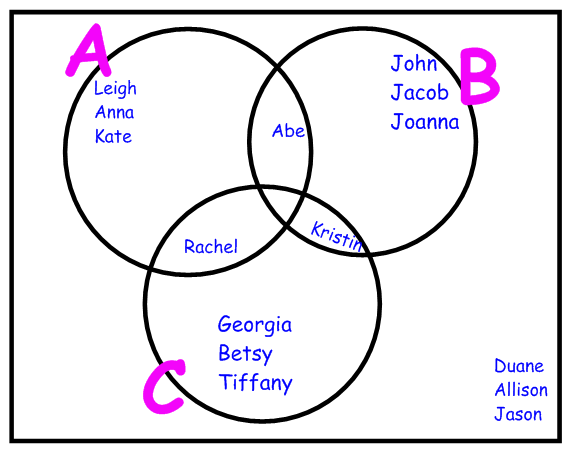 A
B
Leigh
Anna
Kate
Abe
John
Jacob
Joanna
Rachel
Kristin
Georgia
Betsy
Tiffany
C
Duane
Allison
Jason